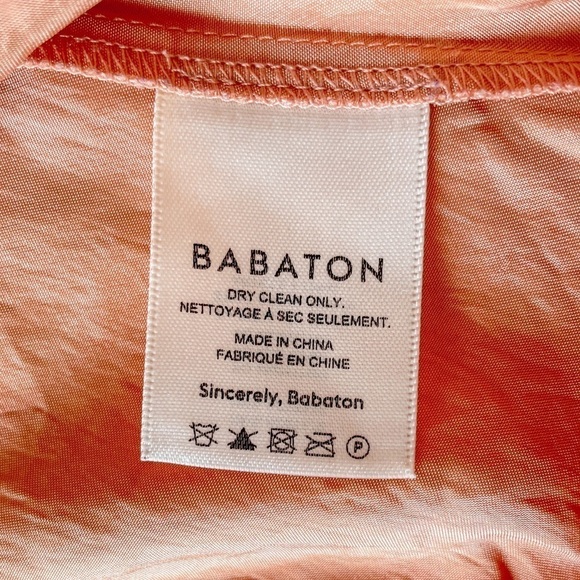 BABATON
DRY CLEAN ONLY.
NETTOYAGE À SEC SEULEMENT.
MADE IN CHINA
FABRIQUÉ EN CHINE
Sincerely, Babaton
P